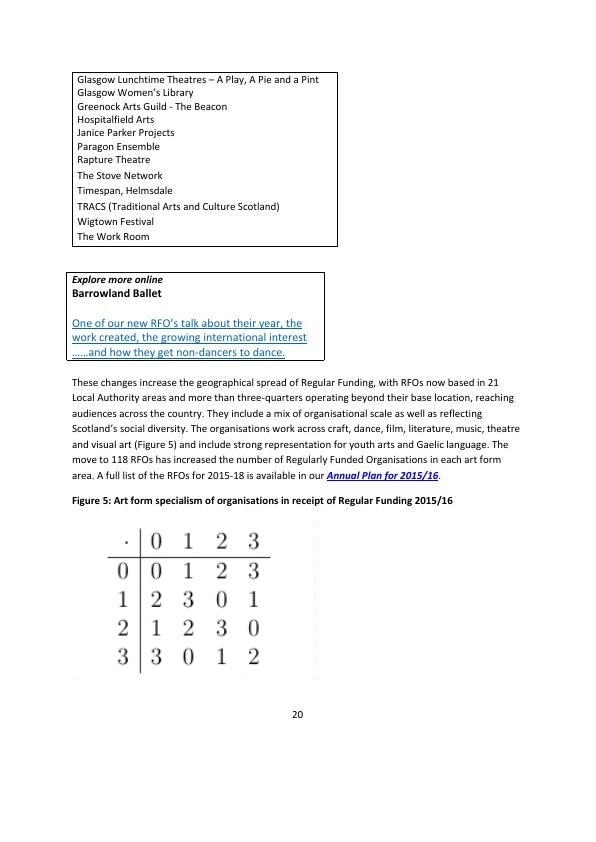 Glasgow Lunchtime Theatres – A Play, A Pie and a Pint
Glasgow Women’s Library
Greenock Arts Guild - The Beacon
Hospitalfield Arts
Janice Parker Projects
Paragon Ensemble
Rapture Theatre
The Stove Network
Timespan, Helmsdale
TRACS (Traditional Arts and Culture Scotland)
Wigtown Festival
The Work Room
Explore more online
Barrowland Ballet
One of our new RFO’s talk about their year, the
work created, the growing international interest
……and how they get non-dancers to dance.
These changes increase the geographical spread of Regular Funding, with RFOs now based in 21
Local Authority areas and more than three-quarters operating beyond their base location, reaching
audiences across the country. They include a mix of organisational scale as well as reflecting
Scotland’s social diversity. The organisations work across craft, dance, film, literature, music, theatre
and visual art (Figure 5) and include strong representation for youth arts and Gaelic language. The
move to 118 RFOs has increased the number of Regularly Funded Organisations in each art form
area. A full list of the RFOs for 2015-18 is available in our Annual Plan for 2015/16.
Figure 5: Art form specialism of organisations in receipt of Regular Funding 2015/16
· 0 1 2 3
0 0 1 2 3
1 2 3 0 1
2 1 2 3 0
3 3 0 1 2
20